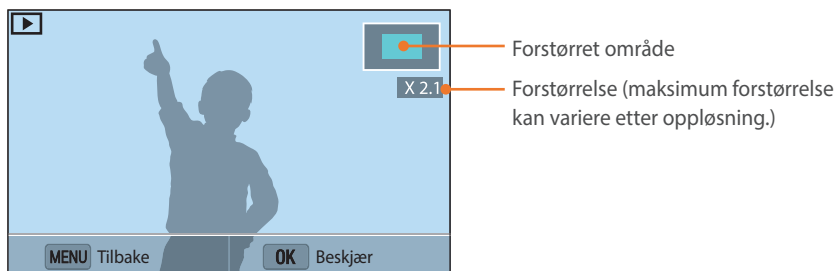 Forstørret område
X 2.1
Forstørrelse (maksimum forstørrelse
kan variere etter oppløsning.)
MENU Tilbake
OK Beskjær